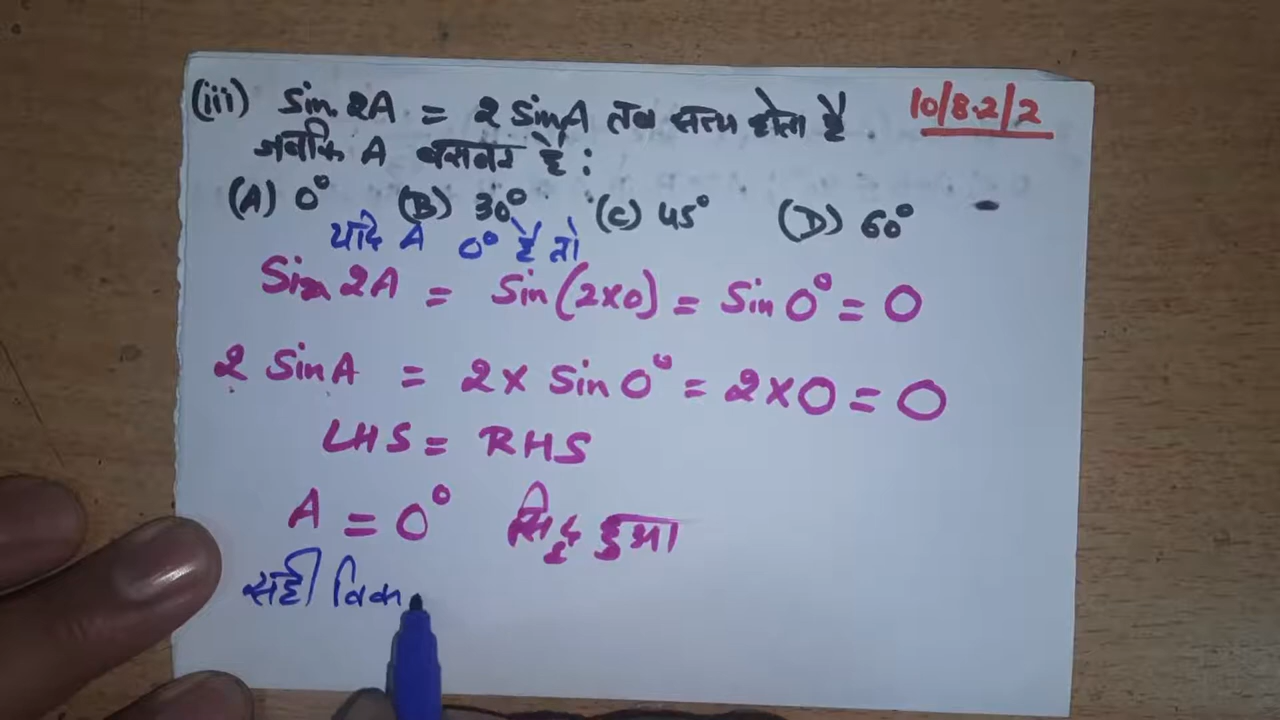 (iii) Sin 2A = 2 SinA तब सत्य होता है 10/8.2/2
जबकि A बराबर है :
(A) 0° (B) 30° (C) 45° (D) 60°
यदि A 0° है तो
Sin 2A = Sin(2×0) = Sin 0° = 0
2 SinA = 2× Sin 0° = 2×0 = 0
LHS = RHS
A = 0° सिद्ध हुआ
सही विक